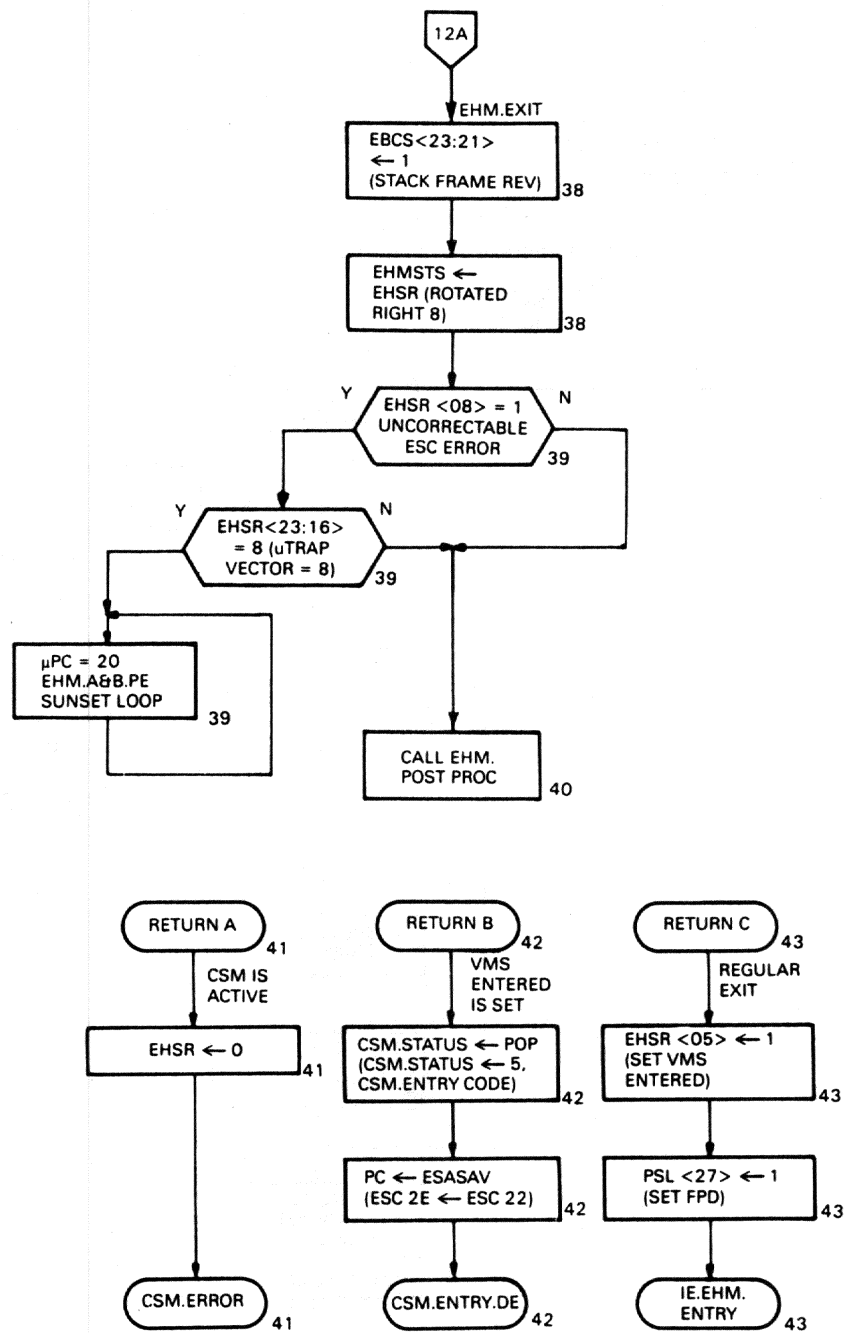 12A
EHM.EXIT
EBCS<23:21>
← 1
(STACK FRAME REV)
38
EHMSTS ←
EHSR (ROTATED
RIGHT 8)
38
Y
N
EHSR <08> = 1
UNCORRECTABLE
ESC ERROR
39
Y
N
EHSR<23:16>
= 8 (uTRAP
VECTOR = 8)
39
μPC = 20
EHM.A&B.PE
SUNSET LOOP
39
CALL EHM.
POST PROC
40
RETURN A
41
CSM IS
ACTIVE
EHSR ← 0
41
CSM.ERROR
41
RETURN B
42
VMS
ENTERED
IS SET
CSM.STATUS ← POP
(CSM.STATUS ← 5,
CSM.ENTRY CODE)
42
PC ← ESASAV
(ESC 2E ← ESC 22)
42
CSM.ENTRY.DE
42
RETURN C
43
REGULAR
EXIT
EHSR <05> ← 1
(SET VMS
ENTERED)
43
PSL <27> ← 1
(SET FPD)
43
IE.EHM.
ENTRY
43